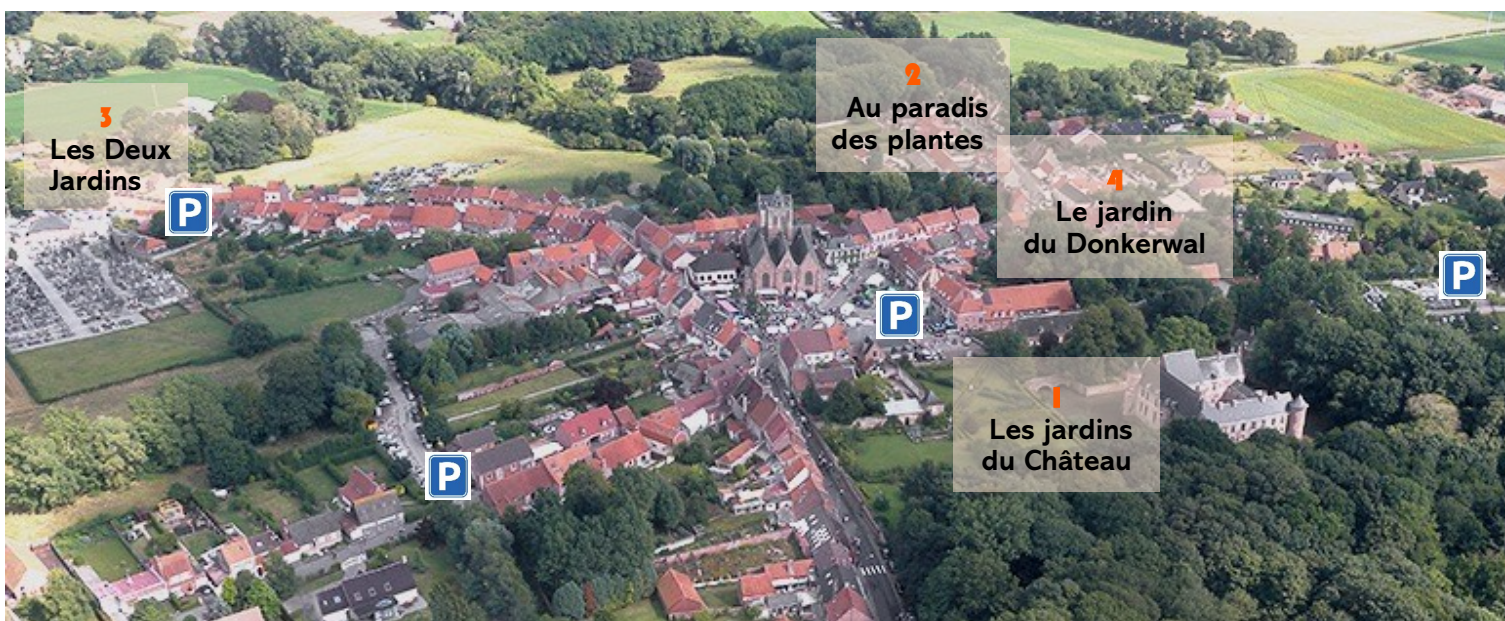 2
Au paradis
des plantes
3
Les Deux
Jardins
4
Le jardin
du Donkerwal
P
P
P
1
Les jardins
du Château
P